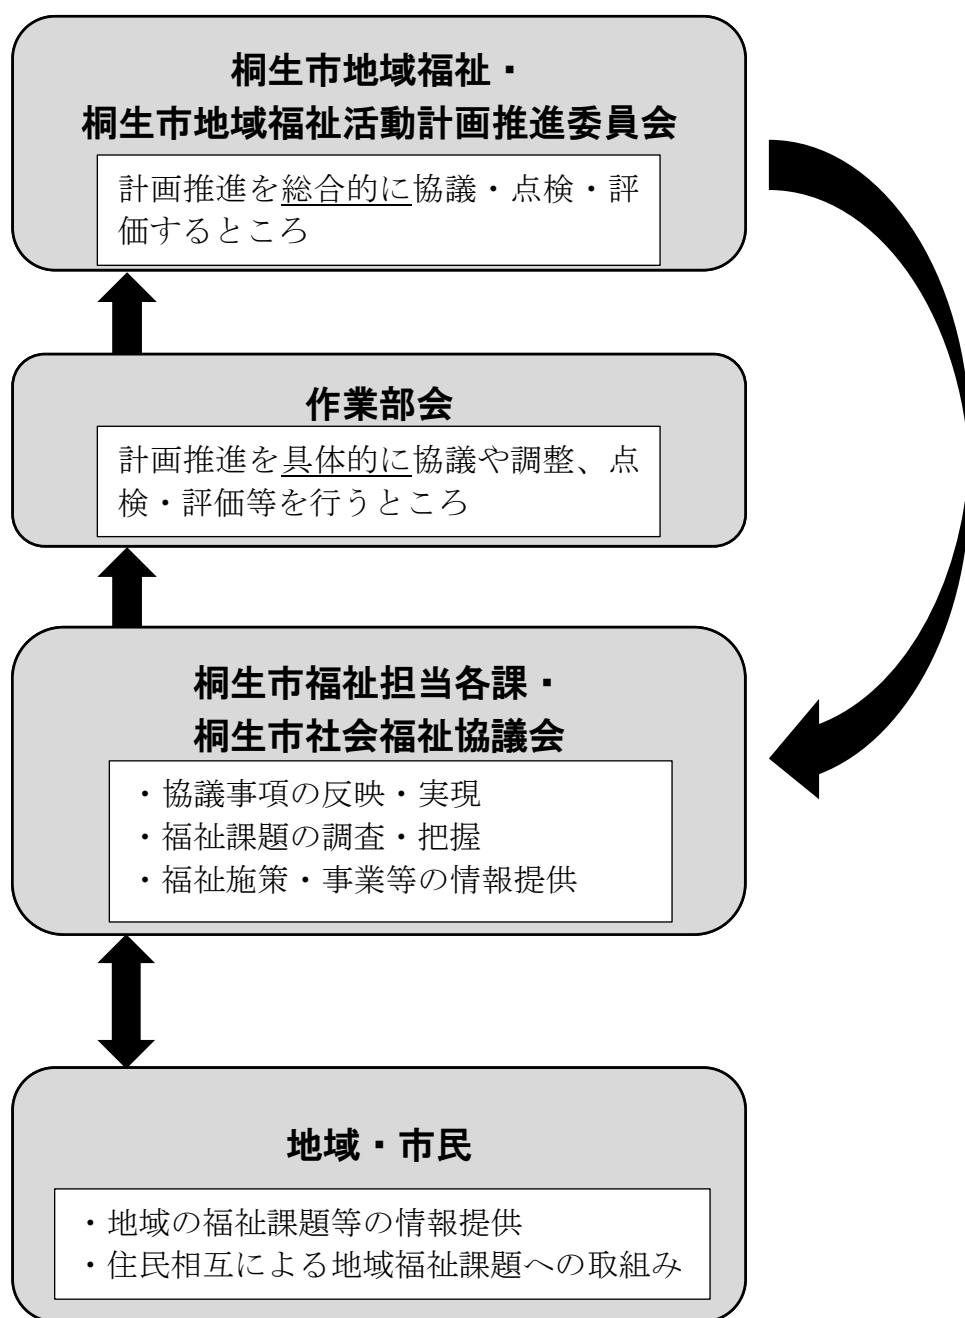 桐生市地域福祉・
桐生市地域福祉活動計画推進委員会
計画推進を総合的に協議・点検・評
価するところ
作業部会
計画推進を具体的に協議や調整、点
検・評価等を行うところ
桐生市福祉担当各課・
桐生市社会福祉協議会
・協議事項の反映・実現
・福祉課題の調査・把握
・福祉施策・事業等の情報提供
地域・市民
・地域の福祉課題等の情報提供
・住民相互による地域福祉課題への取組み